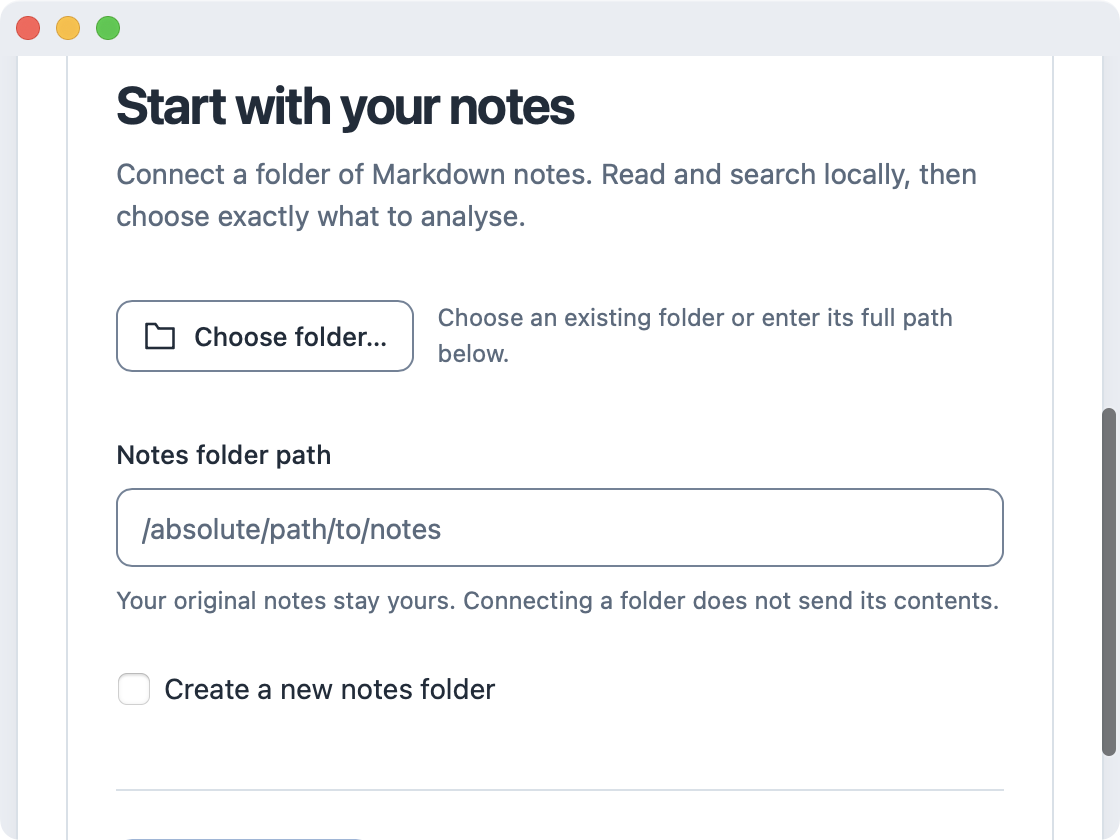 Start with your notes
Connect a folder of Markdown notes. Read and search locally, then
choose exactly what to analyse.
Choose folder...
Choose an existing folder or enter its full path
below.
Notes folder path
/absolute/path/to/notes
Your original notes stay yours. Connecting a folder does not send its contents.
Create a new notes folder